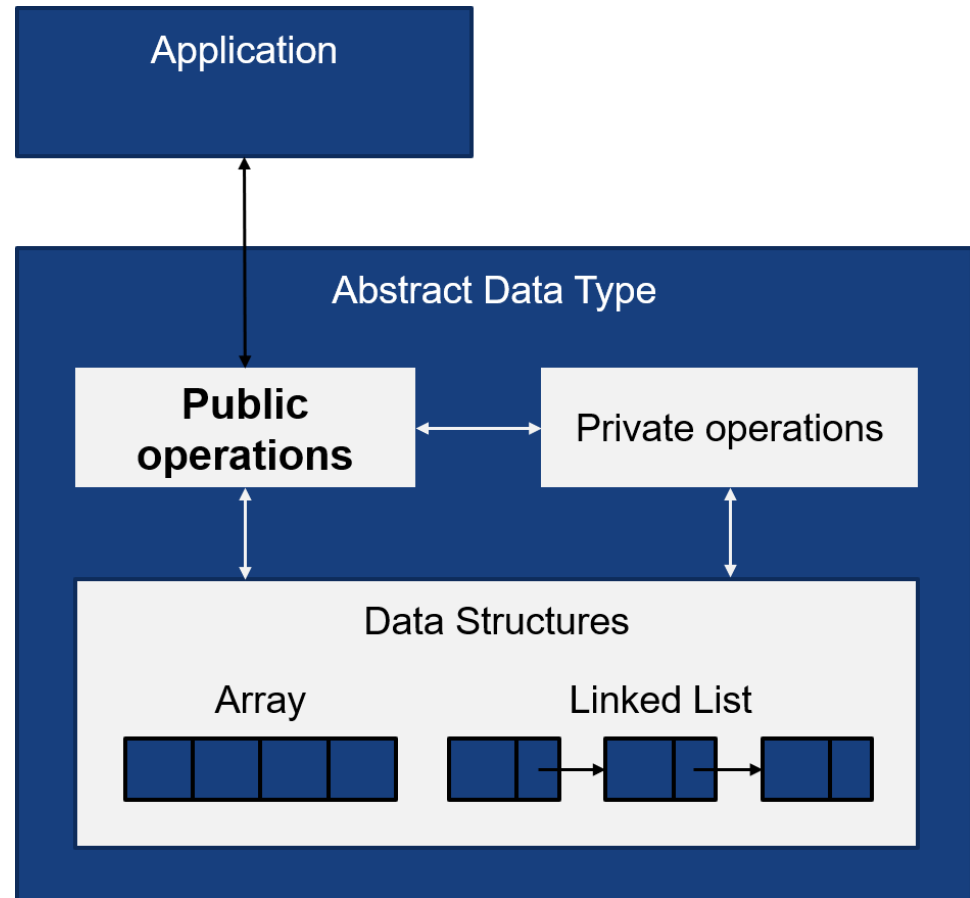 Application
Abstract Data Type
Public
operations
Private operations
Data Structures
Array
Linked List